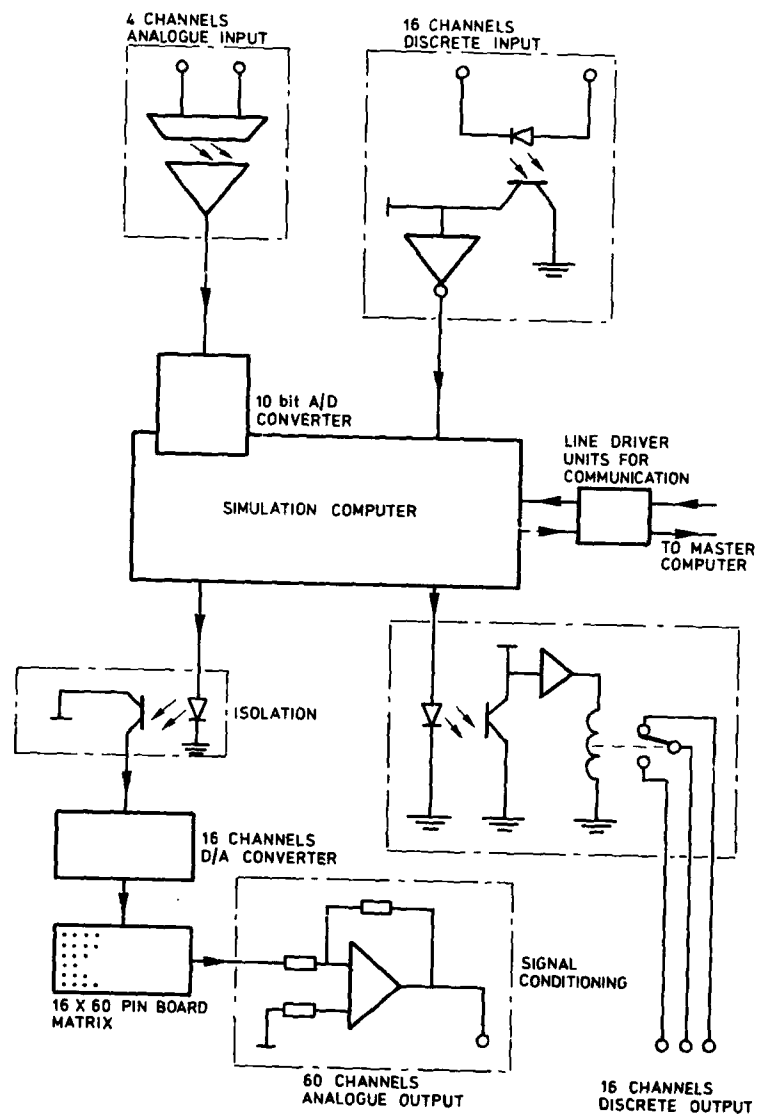 4 CHANNELS
ANALOGUE INPUT
16 CHANNELS
DISCRETE INPUT
10 bit A/D
CONVERTER
LINE DRIVER
UNITS FOR
COMMUNICATION
SIMULATION COMPUTER
TO MASTER
COMPUTER
ISOLATION
16 CHANNELS
D/A CONVERTER
SIGNAL
CONDITIONING
16 X 60 PIN BOARD
MATRIX
60 CHANNELS
ANALOGUE OUTPUT
16 CHANNELS
DISCRETE OUTPUT